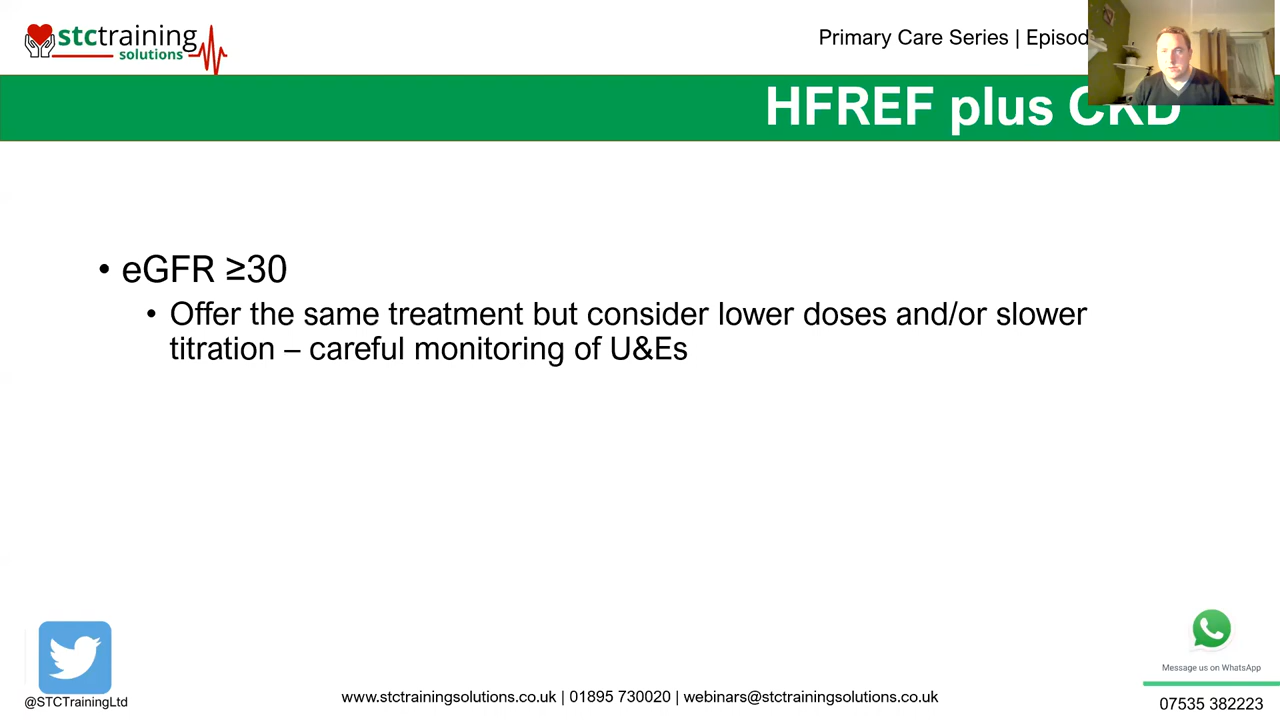 stctraining
solutions
Primary Care Series |
HFREF plus CKD
• eGFR ≥30
• Offer the same treatment but consider lower doses and/or slower
titration – careful monitoring of U&Es
@STCTrainingLtd
www.stctrainingsolutions.co.uk | 01895 730020 | webinars@stctrainingsolutions.co.uk
Message us on WhatsApp
07535 382223